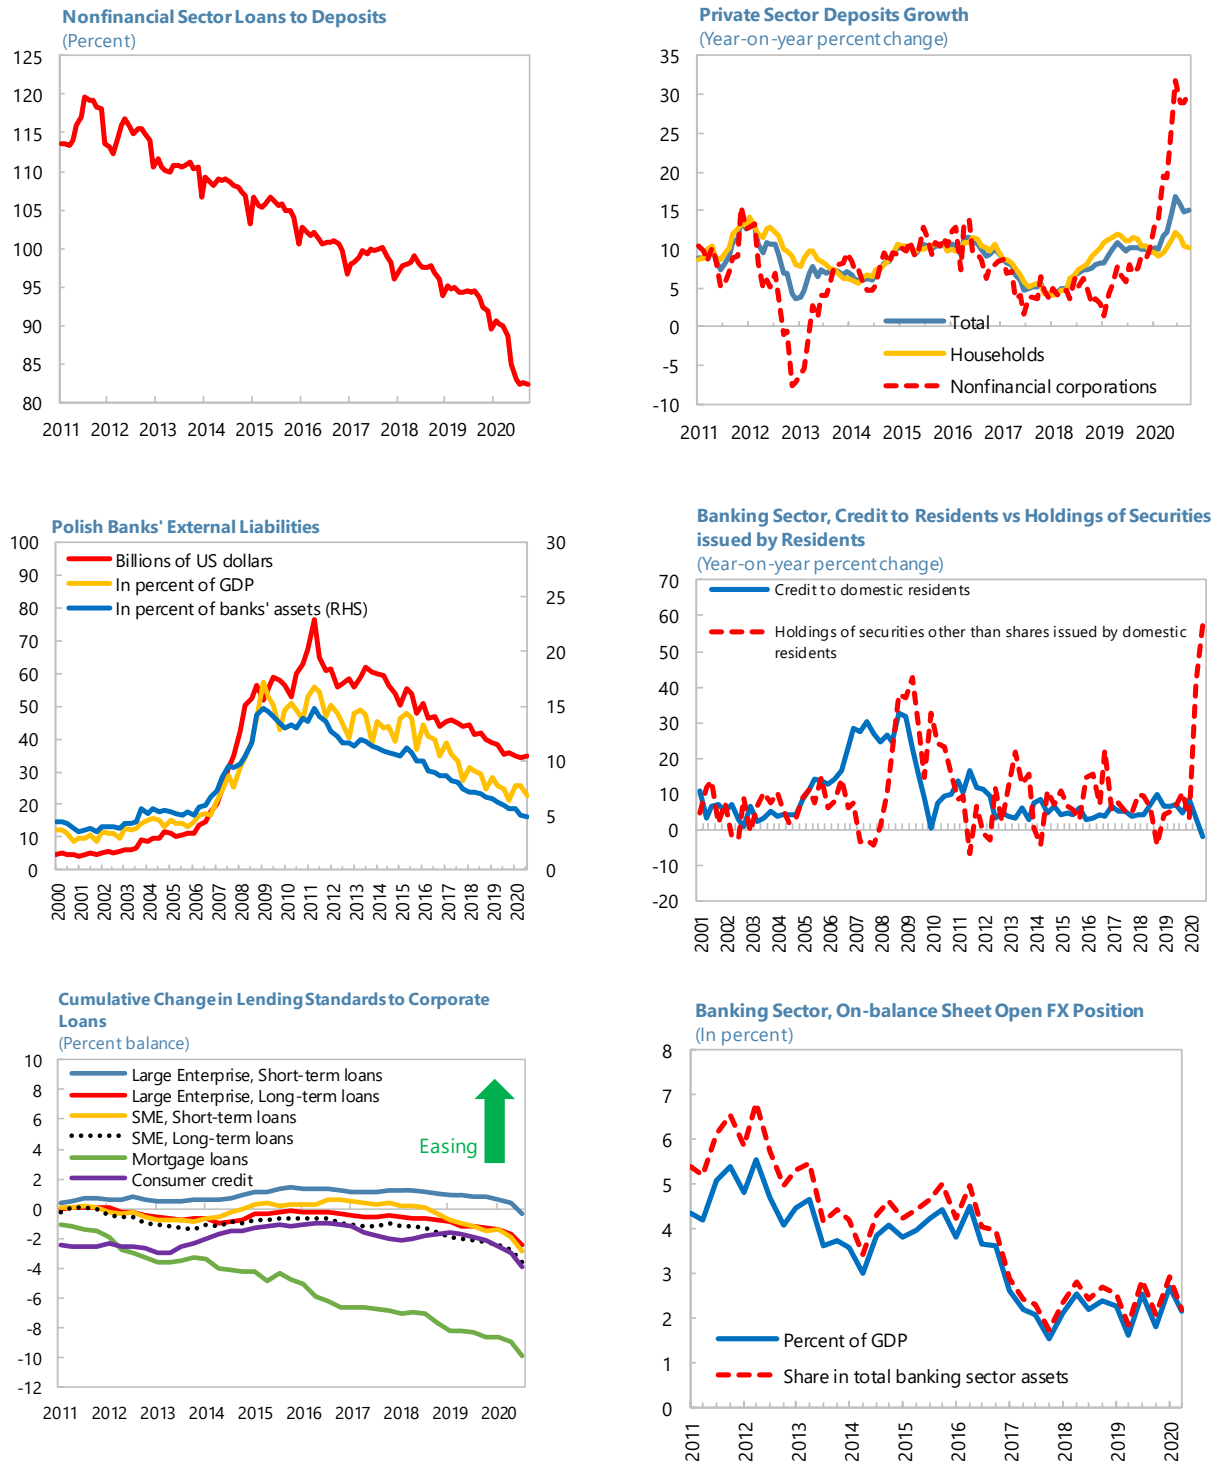 Nonfinancial Sector Loans to Deposits
(Percent)
125
120
115
110
105
100
95
90
85
80
2011 2012 2013 2014 2015 2016 2017 2018 2019 2020
Private Sector Deposits Growth
(Year-on-year percent change)
35
30
25
20
15
10
5
0
-5
-10
Total
Households
Nonfinancial corporations
2011 2012 2013 2014 2015 2016 2017 2018 2019 2020
Polish Banks' External Liabilities
100
90
80
70
60
50
40
30
20
10
0
30
25
20
15
10
5
0
Billions of US dollars
In percent of GDP
In percent of banks' assets (RHS)
2000 2001 2002 2003 2004 2005 2006 2007 2008 2009 2010 2011 2012 2013 2014 2015 2016 2017 2018 2019 2020
Banking Sector, Credit to Residents vs Holdings of Securities
issued by Residents
(Year-on-year percent change)
70
60
50
40
30
20
10
0
-10
-20
Credit to domestic residents
Holdings of securities other than shares issued by domestic
residents
2001 2002 2003 2004 2005 2006 2007 2008 2009 2010 2011 2012 2013 2014 2015 2016 2017 2018 2019 2020
Cumulative Change in Lending Standards to Corporate
Loans
(Percent balance)
10
8
6
4
2
0
-2
-4
-6
-8
-10
-12
Large Enterprise, Short-term loans
Large Enterprise, Long-term loans
SME, Short-term loans
SME, Long-term loans
Mortgage loans
Consumer credit
Easing
2011 2012 2013 2014 2015 2016 2017 2018 2019 2020
Banking Sector, On-balance Sheet Open FX Position
(In percent)
8
7
6
5
4
3
2
1
0
Percent of GDP
Share in total banking sector assets
2011 2012 2013 2014 2015 2016 2017 2018 2019 2020